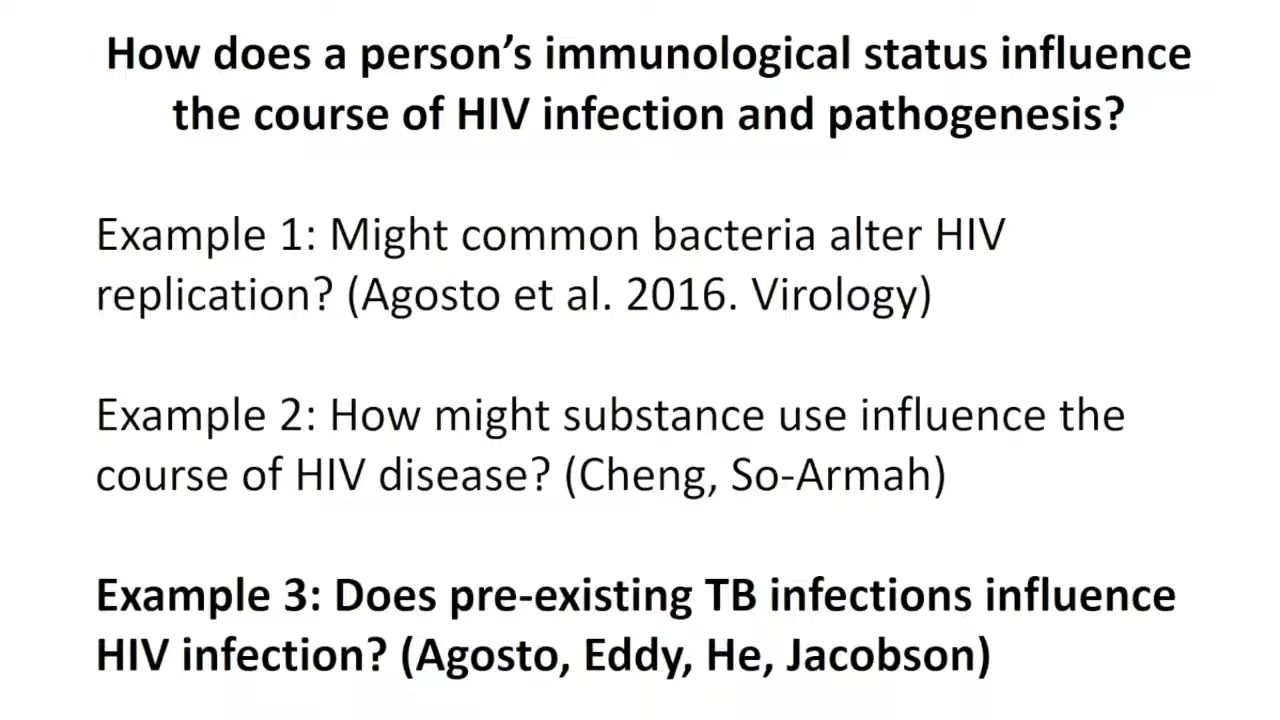 How does a person’s immunological status influence
the course of HIV infection and pathogenesis?
Example 1: Might common bacteria alter HIV
replication? (Agosto et al. 2016. Virology)
Example 2: How might substance use influence the
course of HIV disease? (Cheng, So-Armah)
Example 3: Does pre-existing TB infections influence
HIV infection? (Agosto, Eddy, He, Jacobson)